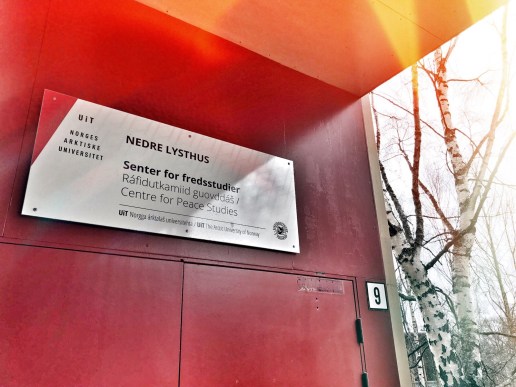 UiT
NORGES
ARKTISKE
UNIVERSITET
NEDRE LYSTHUS
Senter for fredsstudier
Ráfidutkamiid guovddáš /
Centre for Peace Studies
UiT Norgga árktalaš universitehta / UiT The Arctic University of Norway
9